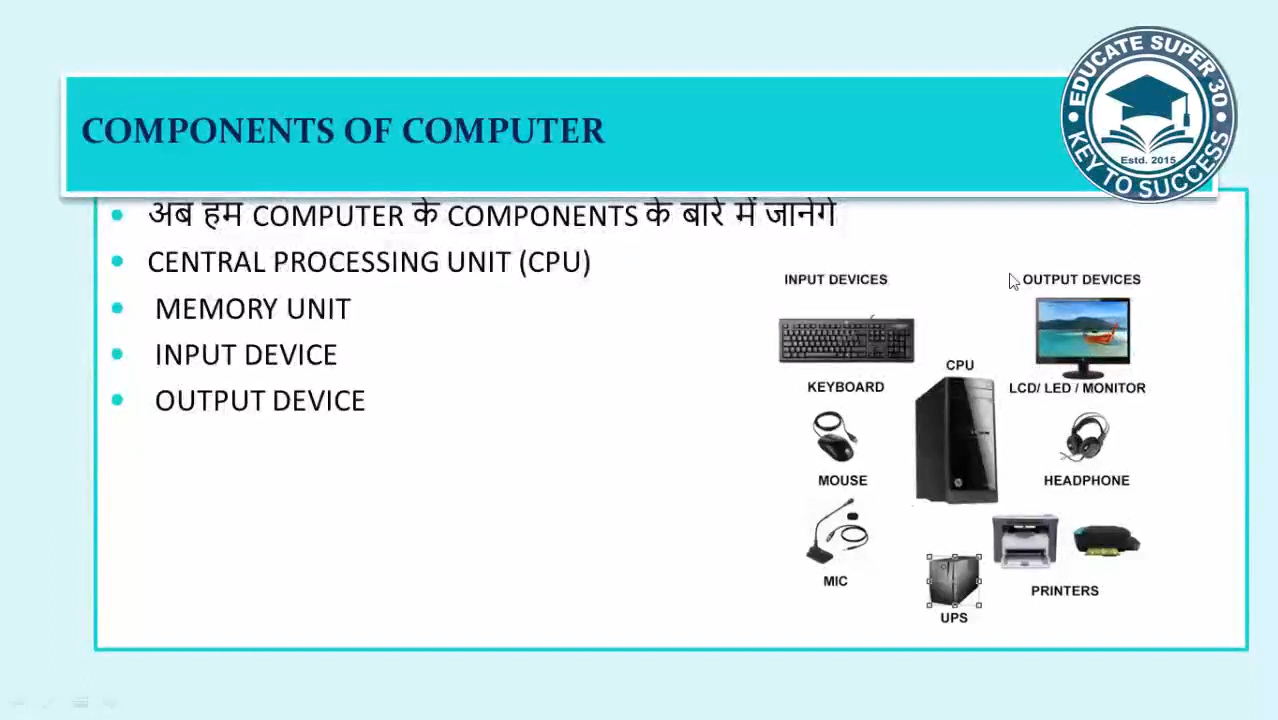 COMPONENTS OF COMPUTER
EDUCATE SUPER 30
Estd. 2015
KEY TO SUCCESS
अब हम COMPUTER के COMPONENTS के बारे में जानेगे
CENTRAL PROCESSING UNIT (CPU)
MEMORY UNIT
INPUT DEVICE
OUTPUT DEVICE
INPUT DEVICES
OUTPUT DEVICES
KEYBOARD
CPU
LCD/ LED / MONITOR
MOUSE
HEADPHONE
MIC
PRINTERS
UPS